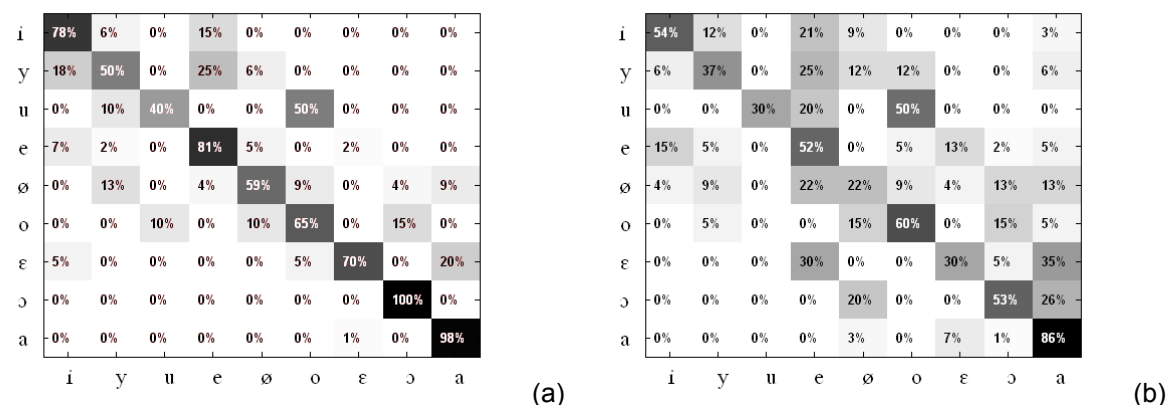 i 78% 6% 0% 15% 0% 0% 0% 0% 0%
y 18% 50% 0% 25% 6% 0% 0% 0% 0%
u 0% 10% 40% 0% 0% 50% 0% 0% 0%
e 7% 2% 0% 81% 5% 0% 2% 0% 0%
ø 0% 13% 0% 4% 59% 9% 0% 4% 9%
o 0% 0% 10% 0% 10% 65% 0% 15% 0%
ε 5% 0% 0% 0% 0% 5% 70% 0% 20%
ɔ 0% 0% 0% 0% 0% 0% 0% 100% 0%
a 0% 0% 0% 0% 0% 0% 1% 0% 98%
i y u e ø o ε ɔ a
(a)
i 54% 12% 0% 21% 9% 0% 0% 0% 3%
y 6% 37% 0% 25% 12% 12% 0% 0% 6%
u 0% 0% 30% 20% 0% 50% 0% 0% 0%
e 15% 5% 0% 52% 0% 5% 13% 2% 5%
ø 4% 9% 0% 22% 22% 9% 4% 13% 13%
o 0% 5% 0% 0% 15% 60% 0% 15% 5%
ε 0% 0% 0% 30% 0% 0% 30% 5% 35%
ɔ 0% 0% 0% 0% 20% 0% 0% 53% 26%
a 0% 0% 0% 0% 3% 0% 7% 1% 86%
i y u e ø o ε ɔ a
(b)